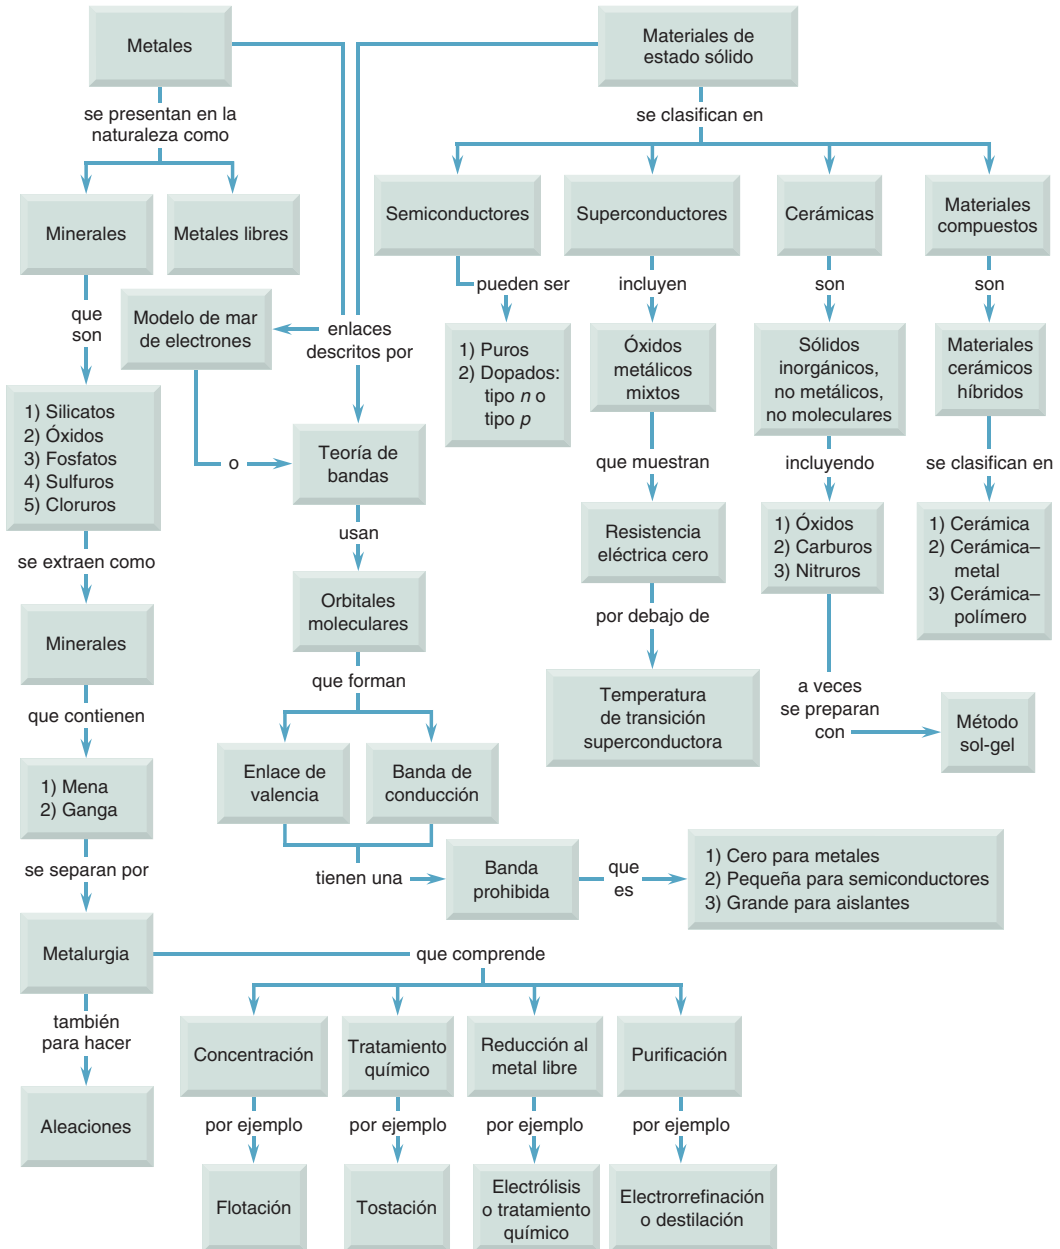 Metales
Materiales de
estado sólido
se presentan en la
naturaleza como
se clasifican en
Minerales
Metales libres
Semiconductores
Superconductores
Cerámicas
Materiales
compuestos
que
son
Modelo de mar
de electrones
enlaces
descritos por
pueden ser
incluyen
son
son
1) Puros
2) Dopados:
tipo n o
tipo p
Óxidos
metálicos
mixtos
Sólidos
inorgánicos,
no metálicos,
no moleculares
Materiales
cerámicos
híbridos
1) Silicatos
2) Óxidos
3) Fosfatos
4) Sulfuros
5) Cloruros
o
Teoría de
bandas
que muestran
incluyendo
se clasifican en
se extraen como
usan
Resistencia
eléctrica cero
1) Óxidos
2) Carburos
3) Nitruros
1) Cerámica
2) Cerámica–
metal
3) Cerámica–
polímero
Minerales
Orbitales
moleculares
por debajo de
que contienen
que forman
Temperatura
de transición
superconductora
a veces
se preparan
con
Método
sol-gel
1) Mena
2) Ganga
Enlace de
valencia
Banda de
conducción
se separan por
tienen una
Banda
prohibida
que
es
1) Cero para metales
2) Pequeña para semiconductores
3) Grande para aislantes
Metalurgia
que comprende
también
para hacer
Concentración
Tratamiento
químico
Reducción al
metal libre
Purificación
Aleaciones
por ejemplo
por ejemplo
por ejemplo
por ejemplo
Flotación
Tostación
Electrólisis
o tratamiento
químico
Electrorrefinación
o destilación